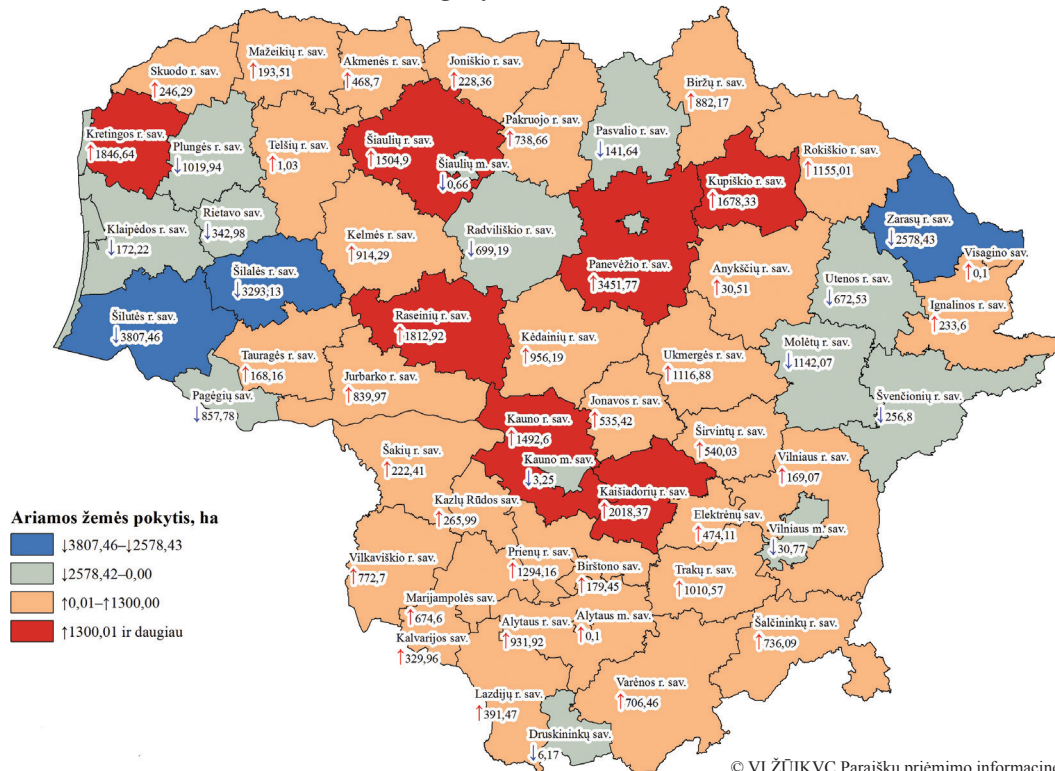 Mažeikių r. sav.
↑193,51
Akmenės r. sav.
↑468,7
Joniškio r. sav.
↑228,36
Skuodo r. sav.
↑246,29
Biržų r. sav.
↑882,17
Kretingos r. sav.
↑1846,64
Plungės r. sav.
↓1019,94
Telšių r. sav.
↑1,03
Šiaulių r. sav.
↑1504,9
Šiaulių m. sav.
↓0,66
Pakruojo r. sav.
↑738,66
Pasvalio r. sav.
↓141,64
Kupiškio r. sav.
↑1678,33
Rokiškio r. sav.
↑1155,01
Klaipėdos r. sav.
↓172,22
Rietavo sav.
↓342,98
Kelmės r. sav.
↑914,29
Radviliškio r. sav.
↓699,19
Panevėžio r. sav.
↑3451,77
Anykščių r. sav.
↑30,51
Zarasų r. sav.
↓2578,43
Visagino sav.
↑0,1
Utenos r. sav.
↓672,53
Ignalinos r. sav.
↑233,6
Šilalės r. sav.
↓3293,13
Šilutės r. sav.
↓3807,46
Raseinių r. sav.
↑1812,92
Kėdainių r. sav.
↑956,19
Ukmergės r. sav.
↑1116,88
Molėtų r. sav.
↓1142,07
Tauragės r. sav.
↑168,16
Jurbarko r. sav.
↑839,97
Pagėgių sav.
↓857,78
Jonavos r. sav.
↑535,42
Švenčionių r. sav.
↓256,8
Kauno r. sav.
↑1492,6
Kauno m. sav.
↓3,25
Širvintų r. sav.
↑540,03
Vilniaus r. sav.
↑169,07
Šakių r. sav.
↑222,41
Kazlų Rūdos sav.
↑265,99
Kaišiadorių r. sav.
↑2018,37
Elektrėnų sav.
↑474,11
Vilniaus m. sav.
↓30,77
Vilkaviškio r. sav.
↑772,7
Prienų r. sav.
↑1294,16
Birštono sav.
↑179,45
Trakų r. sav.
↑1010,57
Marijampolės sav.
↑674,6
Kalvarijos sav.
↑329,96
Alytaus r. sav.
↑931,92
Alytaus m. sav.
↑0,1
Šalčininkų r. sav.
↑736,09
Lazdijų r. sav.
↑391,47
Varėnos r. sav.
↑706,46
Druskininkų sav.
↓6,17
Ariamos žemės pokytis, ha
↓3807,46–↓2578,43
↓2578,42–0,00
↑0,01–↑1300,00
↑1300,01 ir daugiau
© VĮ ŽŪIKVC Paraiškų priėmimo informacinė